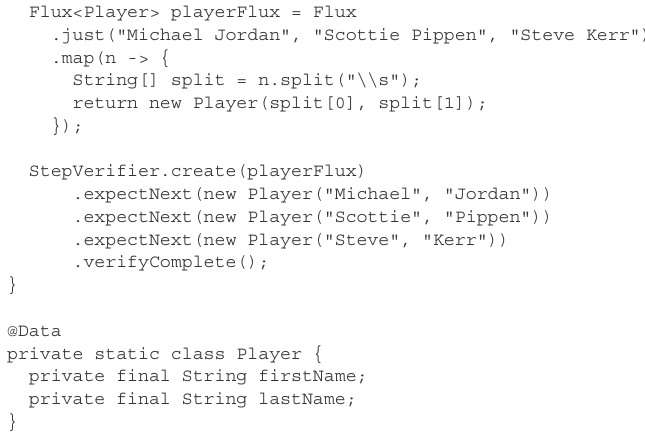 Flux<Player> playerFlux = Flux
.just("Michael Jordan", "Scottie Pippen", "Steve Kerr")
.map(n -> {
String[] split = n.split("\\s");
return new Player(split[0], split[1]);
});
StepVerifier.create(playerFlux)
.expectNext(new Player("Michael", "Jordan"))
.expectNext(new Player("Scottie", "Pippen"))
.expectNext(new Player("Steve", "Kerr"))
.verifyComplete();
}
@Data
private static class Player {
private final String firstName;
private final String lastName;
}